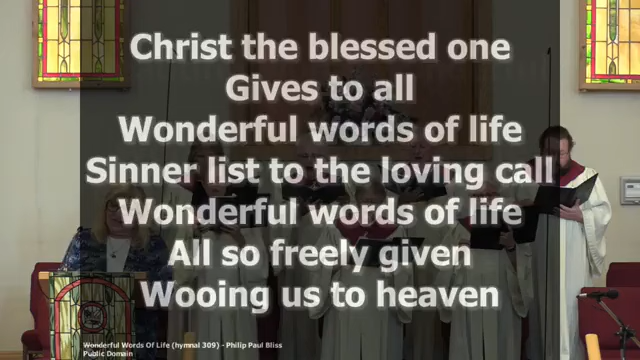 Christ the blessed one
Gives to all
Wonderful words of life
Sinner list to the loving call
Wonderful words of life
All so freely given
Wooing us to heaven
Wonderful Words Of Life (hymnal 309) - Philip Paul Bliss
Public Domain